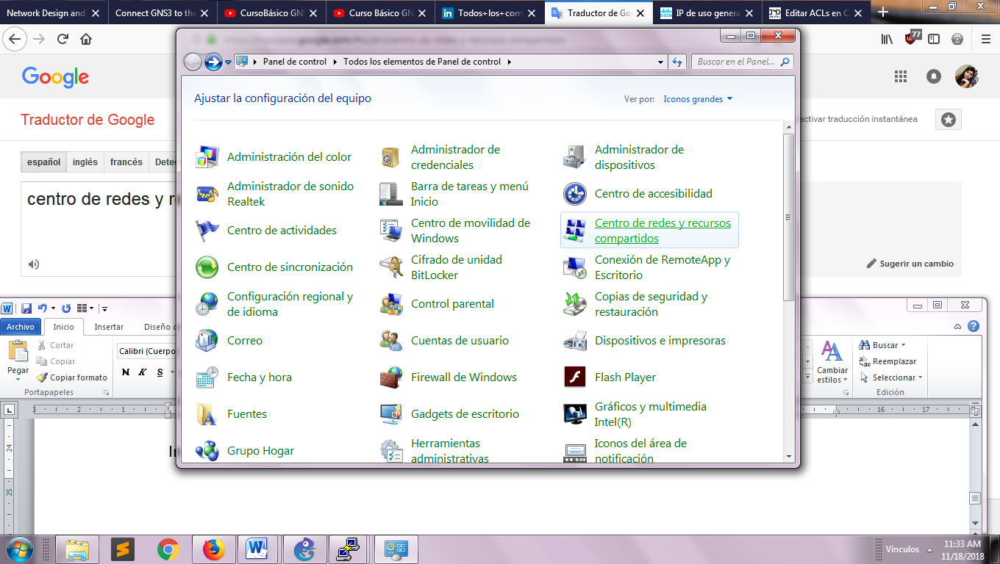 Network Design and
Connect GNS3 to the
CursoBásico GN
Curso Básico GN
Todos+los+com
Traductor de Go
IP de uso genera
Editar ACLs en C
77
Panel de control
Todos los elementos de Panel de control
Buscar en el Panel...
Google
Ajustar la configuración del equipo
Ver por:
Iconos grandes
Traductor de Google
activar traducción instantánea
español
inglés
francés
Detec
centro de redes y re
Sugerir un cambio
Administración del color
Administrador de
credenciales
Administrador de
dispositivos
Administrador de sonido
Realtek
Barra de tareas y menú
Inicio
Centro de accesibilidad
Centro de actividades
Centro de movilidad de
Windows
Centro de redes y recursos
compartidos
Centro de sincronización
Cifrado de unidad
BitLocker
Conexión de RemoteApp y
Escritorio
Configuración regional y
de idioma
Control parental
Copias de seguridad y
restauración
Correo
Cuentas de usuario
Dispositivos e impresoras
Fecha y hora
Firewall de Windows
Flash Player
Fuentes
Gadgets de escritorio
Gráficos y multimedia
Intel(R)
Grupo Hogar
Herramientas
administrativas
Iconos del área de
notificación
Archivo
Inicio
Insertar
Diseño d
Pegar
Cortar
Copiar
Copiar formato
Portapapeles
Calibri (Cuerpo
N K S
Cambiar
estilos
Buscar
Reemplazar
Seleccionar
Edición
3 2 1
16 17
24
25
In
Vínculos
11:33 AM
11/18/2018